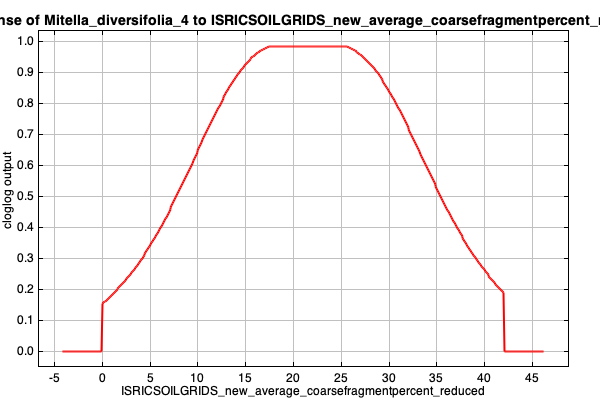 nse of Mitella_diversifolia_4 to ISRICSOILGRIDS_new_average_coarsefragmentpercent_r
cloglog output
1.0
0.9
0.8
0.7
0.6
0.5
0.4
0.3
0.2
0.1
0.0
-5 0 5 10 15 20 25 30 35 40 45
ISRICSOILGRIDS_new_average_coarsefragmentpercent_reduced